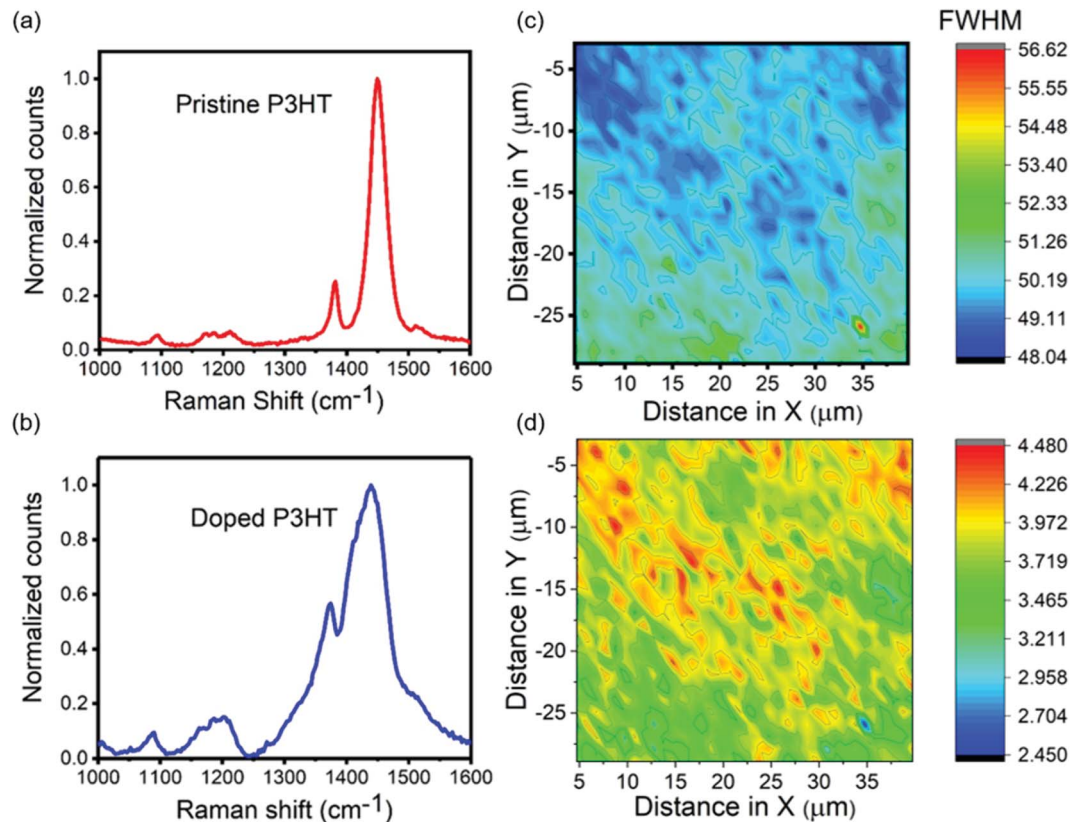 (a)
Normalized counts
1.0
0.8
0.6
0.4
0.2
0.0
Pristine P3HT
1000 1100 1200 1300 1400 1500 1600
Raman Shift (cm-1)
(b)
Normalized counts
1.0
0.8
0.6
0.4
0.2
0.0
Doped P3HT
1000 1100 1200 1300 1400 1500 1600
Raman shift (cm-1)
(c)
Distance in Y (μm)
-5
-10
-15
-20
-25
5 10 15 20 25 30 35
Distance in X (μm)
FWHM
56.62
55.55
54.48
53.40
52.33
51.26
50.19
49.11
48.04
(d)
Distance in Y (μm)
-5
-10
-15
-20
-25
5 10 15 20 25 30 35
Distance in X (μm)
4.480
4.226
3.972
3.719
3.465
3.211
2.958
2.704
2.450